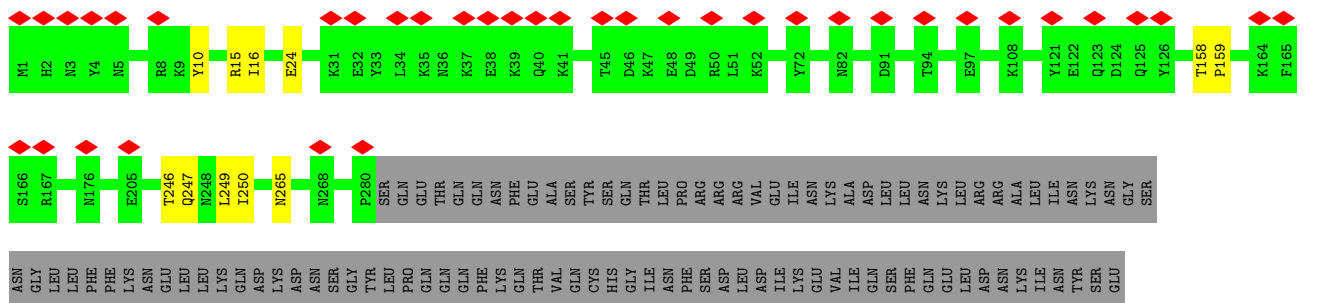 M1 H2 N3 Y4 N5 R8 K9 Y10 R15 I16 E24 K31 E32 Y33 L34 K35 N36 K37 E38 K39 Q40 K41 T45 D46 K47 E48 D49 R50 L51 K52 Y72 N82 D91 T94 E97 K108 Y121 E122 Q123 D124 Q125 Y126 T158 P159 K164 F165
S166 R167 N176 E205 T246 Q247 N248 L249 I250 N265 N268 P280 SER GLN GLU THR GLN GLN ASN PHE GLU ALA SER TYR SER GLN THR LEU PRO ARG ARG ARG VAL GLU ILE ASN LYS ALA ASP LEU LEU ASN LYS LEU ARG ARG ALA LEU ILE ASN LYS ASN GLY SER
ASN GLY LEU LEU PHE PHE LYS ASN GLU LEU LEU LYS GLN ASP LYS ASP ASN SER GLY TYR LEU PRO GLN GLN GLN PHE LYS GLN THR VAL GLN CYS HIS GLY ILE ASN PHE SER ASP LEU ASP ILE LYS GLU VAL ILE GLN SER PHE GLN GLU LEU ASP ASN LYS ILE ASN TYR SER GLU